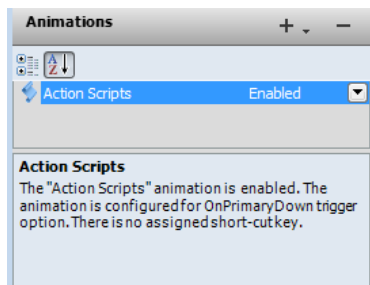 Animations
Action Scripts Enabled
Action Scripts
The "Action Scripts" animation is enabled. The
animation is configured for OnPrimaryDown trigger
option. There is no assigned short-cut key.